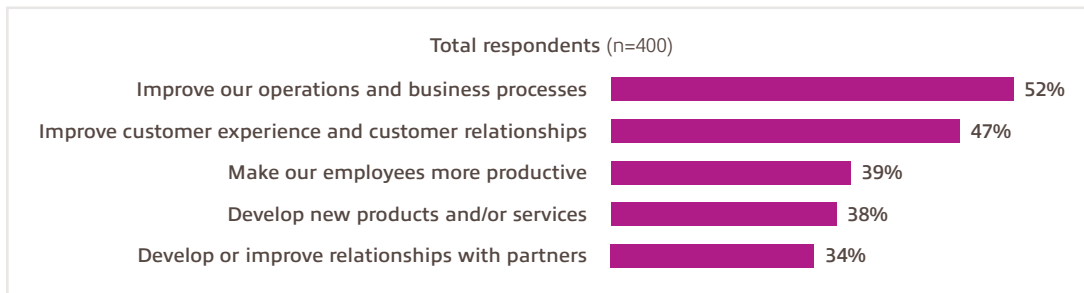 Total respondents (n=400)
Improve our operations and business processes 52%
Improve customer experience and customer relationships 47%
Make our employees more productive 39%
Develop new products and/or services 38%
Develop or improve relationships with partners 34%